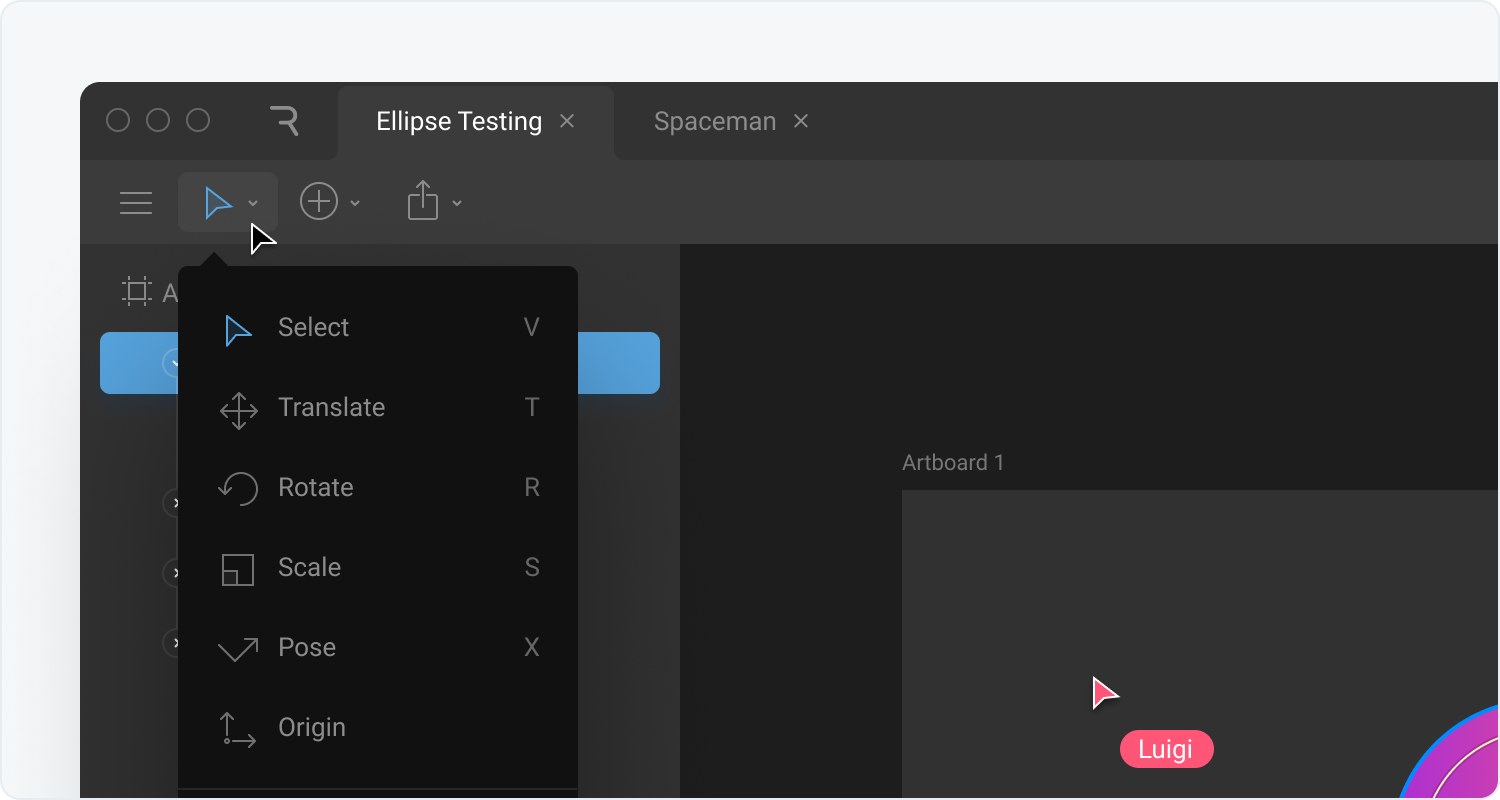 Ellipse Testing
Spaceman
A
Select V
Translate T
Rotate R
Scale S
Pose X
Origin
Artboard 1
Luigi